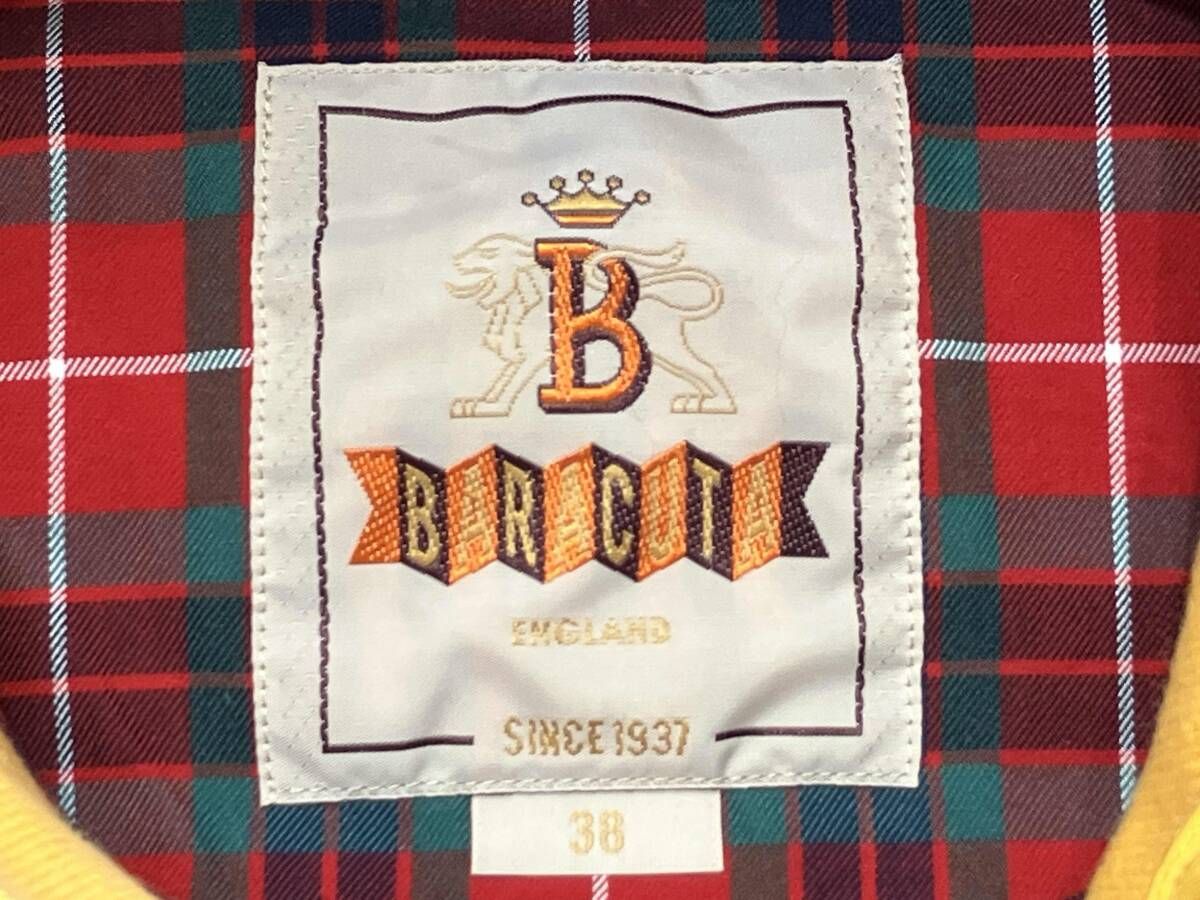 B
BARACUTA
ENGLAND
SINCE 1937
38